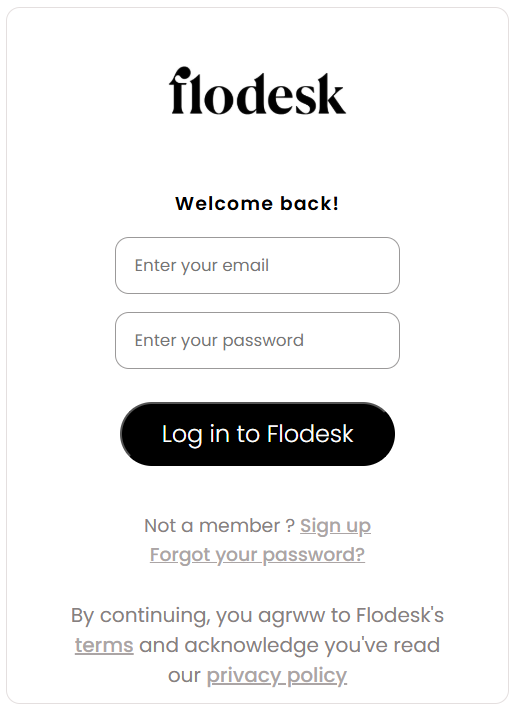 flodesk
Welcome back!
Enter your email
Enter your password
Log in to Flodesk
Not a member ? Sign up
Forgot your password?
By continuing, you agrww to Flodesk's
terms and acknowledge you've read
our privacy policy